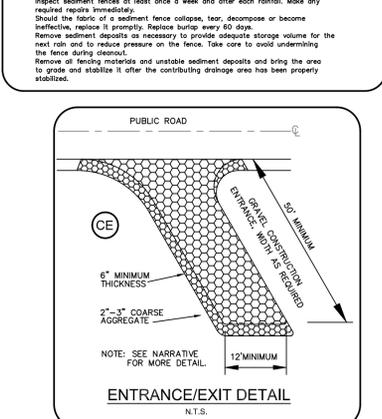 Inspect sediment fences at least once a week and after each rainfall. Make any
required repairs immediately.
Should the fabric of a sediment fence collapse, tear, decompose or become
ineffective, replace it promptly. Replace burlap every 60 days.
Remove sediment deposits as necessary to provide adequate storage volume for the
next rain and to reduce pressure on the fence. Take care to avoid undermining
the fence during cleanout.
Remove all fencing materials and unstable sediment deposits and bring the area
to grade and stabilize it after the contributing drainage area has been properly
stabilized.
PUBLIC ROAD
℄
50' MINIMUM
GRAVEL CONSTRUCTION
ENTRANCE, WIDTH AS REQUIRED
CE
6" MINIMUM
THICKNESS
2"-3" COARSE
AGGREGATE
NOTE: SEE NARRATIVE
FOR MORE DETAIL.
12'MINIMUM
ENTRANCE/EXIT DETAIL
N.T.S.